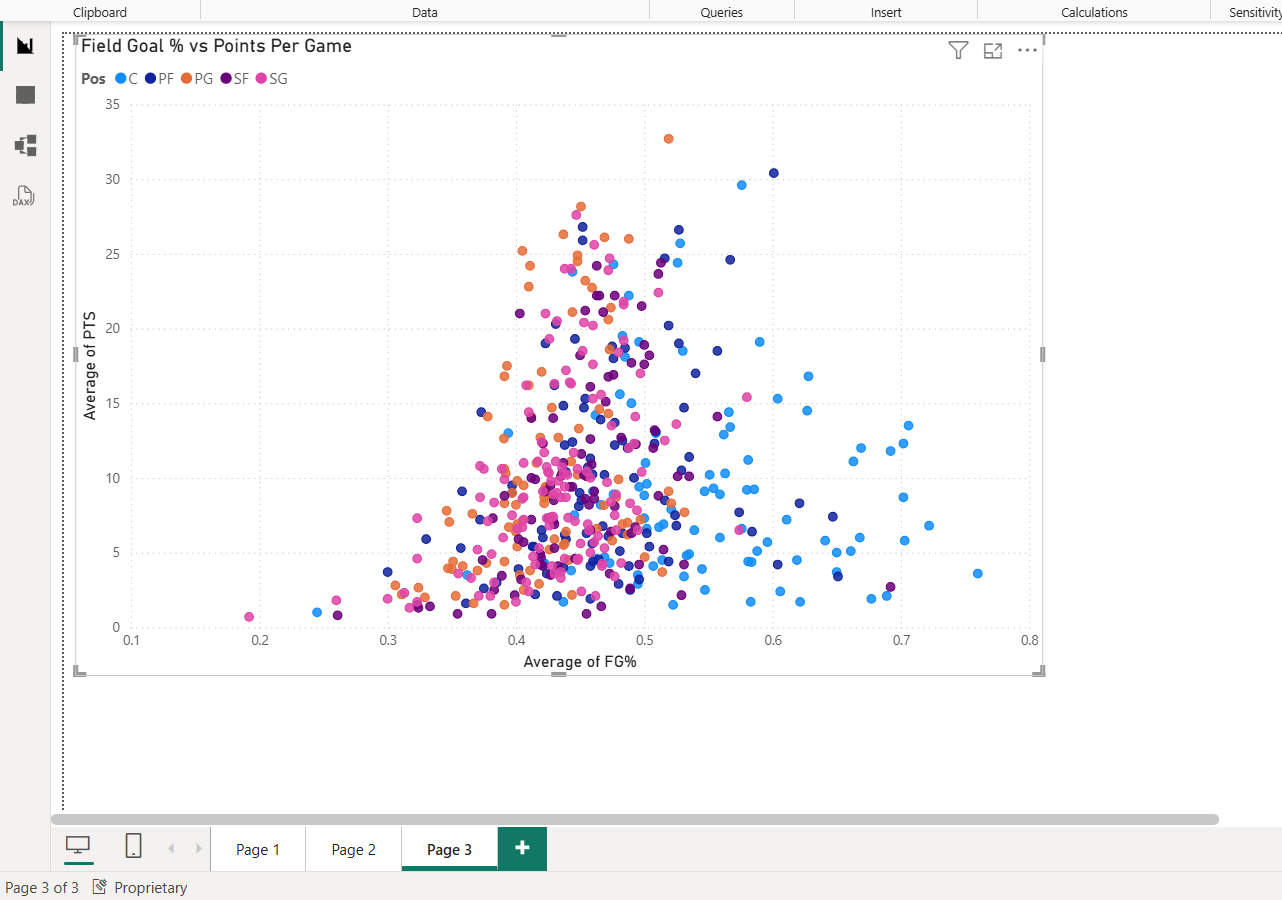 Clipboard Data Queries Insert Calculations Sensitivity
Field Goal % vs Points Per Game
Pos C PF PG SF SG
DAX
35
30
25
20
15
10
5
0
Average of PTS
0.1 0.2 0.3 0.4 0.5 0.6 0.7 0.8
Average of FG%
Page 1 Page 2 Page 3 +
Page 3 of 3 Proprietary